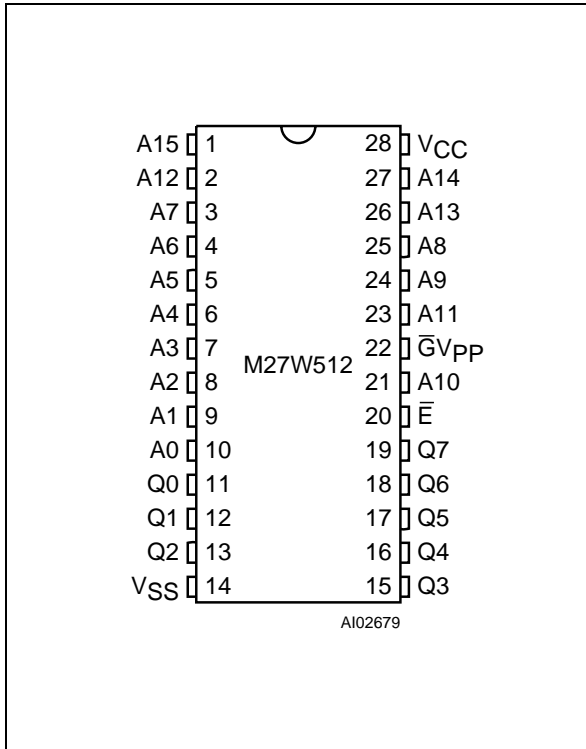 A15 1 28 VCC
A12 2 27 A14
A7 3 26 A13
A6 4 25 A8
A5 5 24 A9
A4 6 23 A11
A3 7 22 G̅VPP
M27W512
A2 8 21 A10
A1 9 20 E̅
A0 10 19 Q7
Q0 11 18 Q6
Q1 12 17 Q5
Q2 13 16 Q4
VSS 14 15 Q3
AI02679